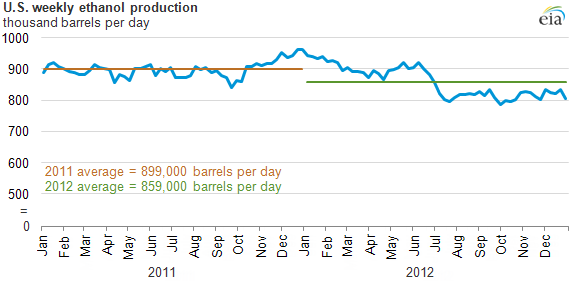 U.S. weekly ethanol production
thousand barrels per day
eia
1000
900
800
700
600
500
=
0
2011 average = 899,000 barrels per day
2012 average = 859,000 barrels per day
Jan Feb Mar Apr May Jun Jul Aug Sep Oct Nov Dec Jan Feb Mar Apr May Jun Jul Aug Sep Oct Nov Dec
2011 2012